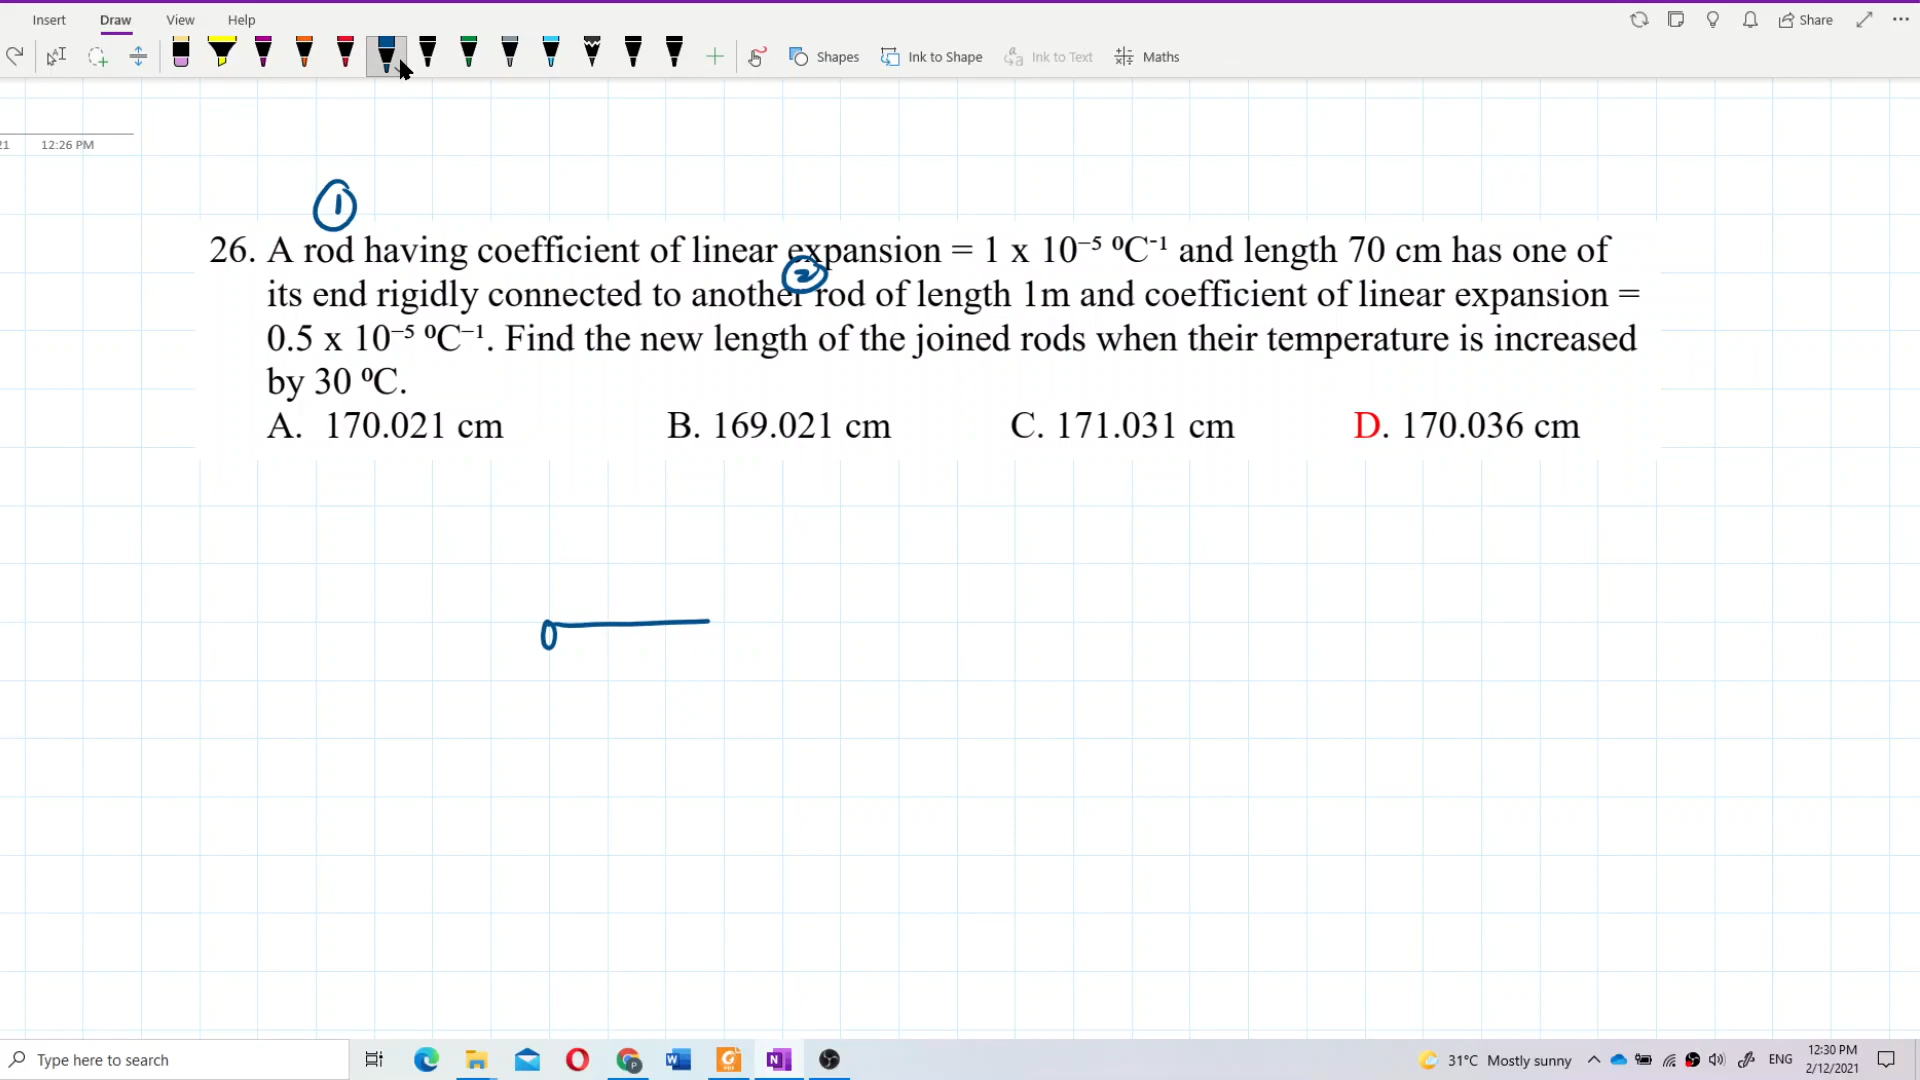 Insert Draw View Help Share
Shapes Ink to Shape Ink to Text Maths
21 12:26 PM
1
26. A rod having coefficient of linear expansion = 1 x 10⁻⁵ ⁰C⁻¹ and length 70 cm has one of
2
its end rigidly connected to another rod of length 1m and coefficient of linear expansion =
0.5 x 10⁻⁵ ⁰C⁻¹. Find the new length of the joined rods when their temperature is increased
by 30 ⁰C.
A. 170.021 cm B. 169.021 cm C. 171.031 cm D. 170.036 cm
Type here to search 31°C Mostly sunny ENG 12:30 PM
2/12/2021